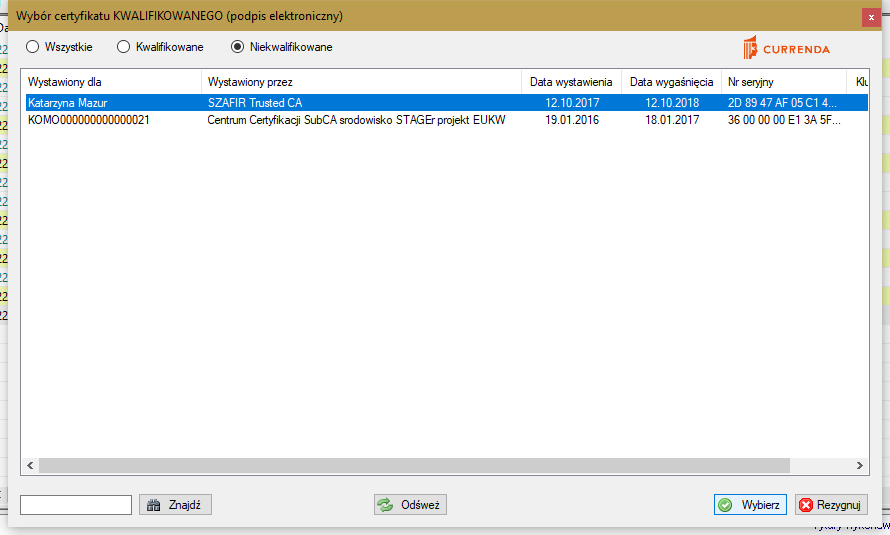 Wybór certyfikatu KWALIFIKOWANEGO (podpis elektroniczny)
Wszystkie Kwalifikowane Niekwalifikowane
CURRENDA
Wystawiony dla Wystawiony przez Data wystawienia Data wygaśnięcia Nr seryjny Klu
Katarzyna Mazur SZAFIR Trusted CA 12.10.2017 12.10.2018 2D 89 47 AF 05 C1 4...
KOMO000000000000021 Centrum Certyfikacji SubCA srodowisko STAGEr projekt EUKW 19.01.2016 18.01.2017 36 00 00 00 E1 3A 5F...
Znajdź Odśwież Wybierz Rezygnuj